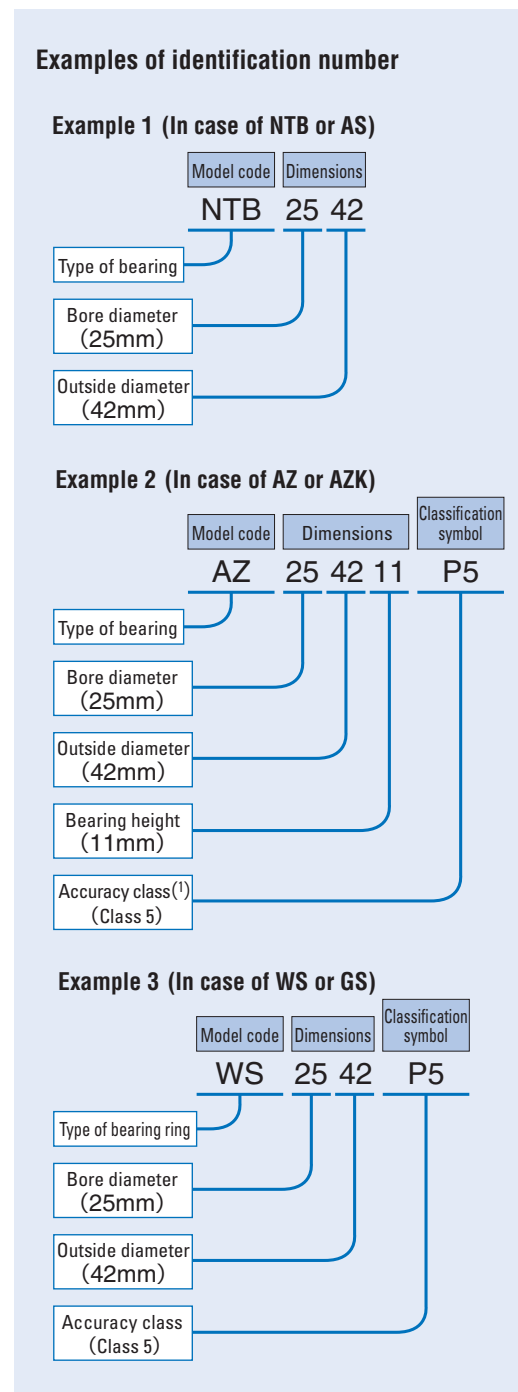 Examples of identification number
Example 1 (In case of NTB or AS)
Model code Dimensions
NTB 25 42
Type of bearing
Bore diameter
(25mm)
Outside diameter
(42mm)
Example 2 (In case of AZ or AZK)
Classification
symbol
Model code Dimensions
AZ 25 42 11 P5
Type of bearing
Bore diameter
(25mm)
Outside diameter
(42mm)
Bearing height
(11mm)
Accuracy class(1)
(Class 5)
Example 3 (In case of WS or GS)
Classification
symbol
Model code Dimensions
WS 25 42 P5
Type of bearing ring
Bore diameter
(25mm)
Outside diameter
(42mm)
Accuracy class
(Class 5)